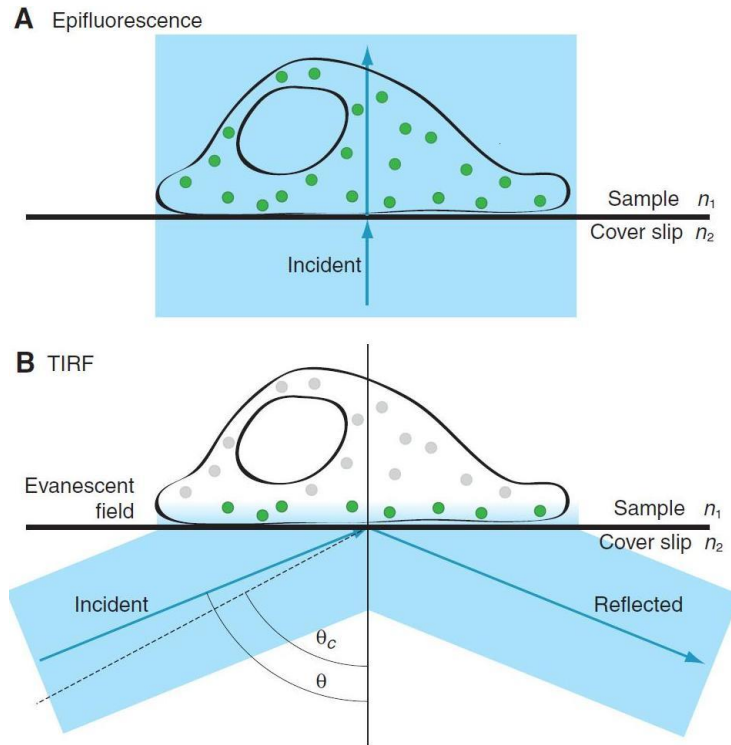 A Epifluorescence
Sample n₁
Cover slip n₂
Incident
B TIRF
Evanescent
field
Sample n₁
Cover slip n₂
Incident
Reflected
θc
θ